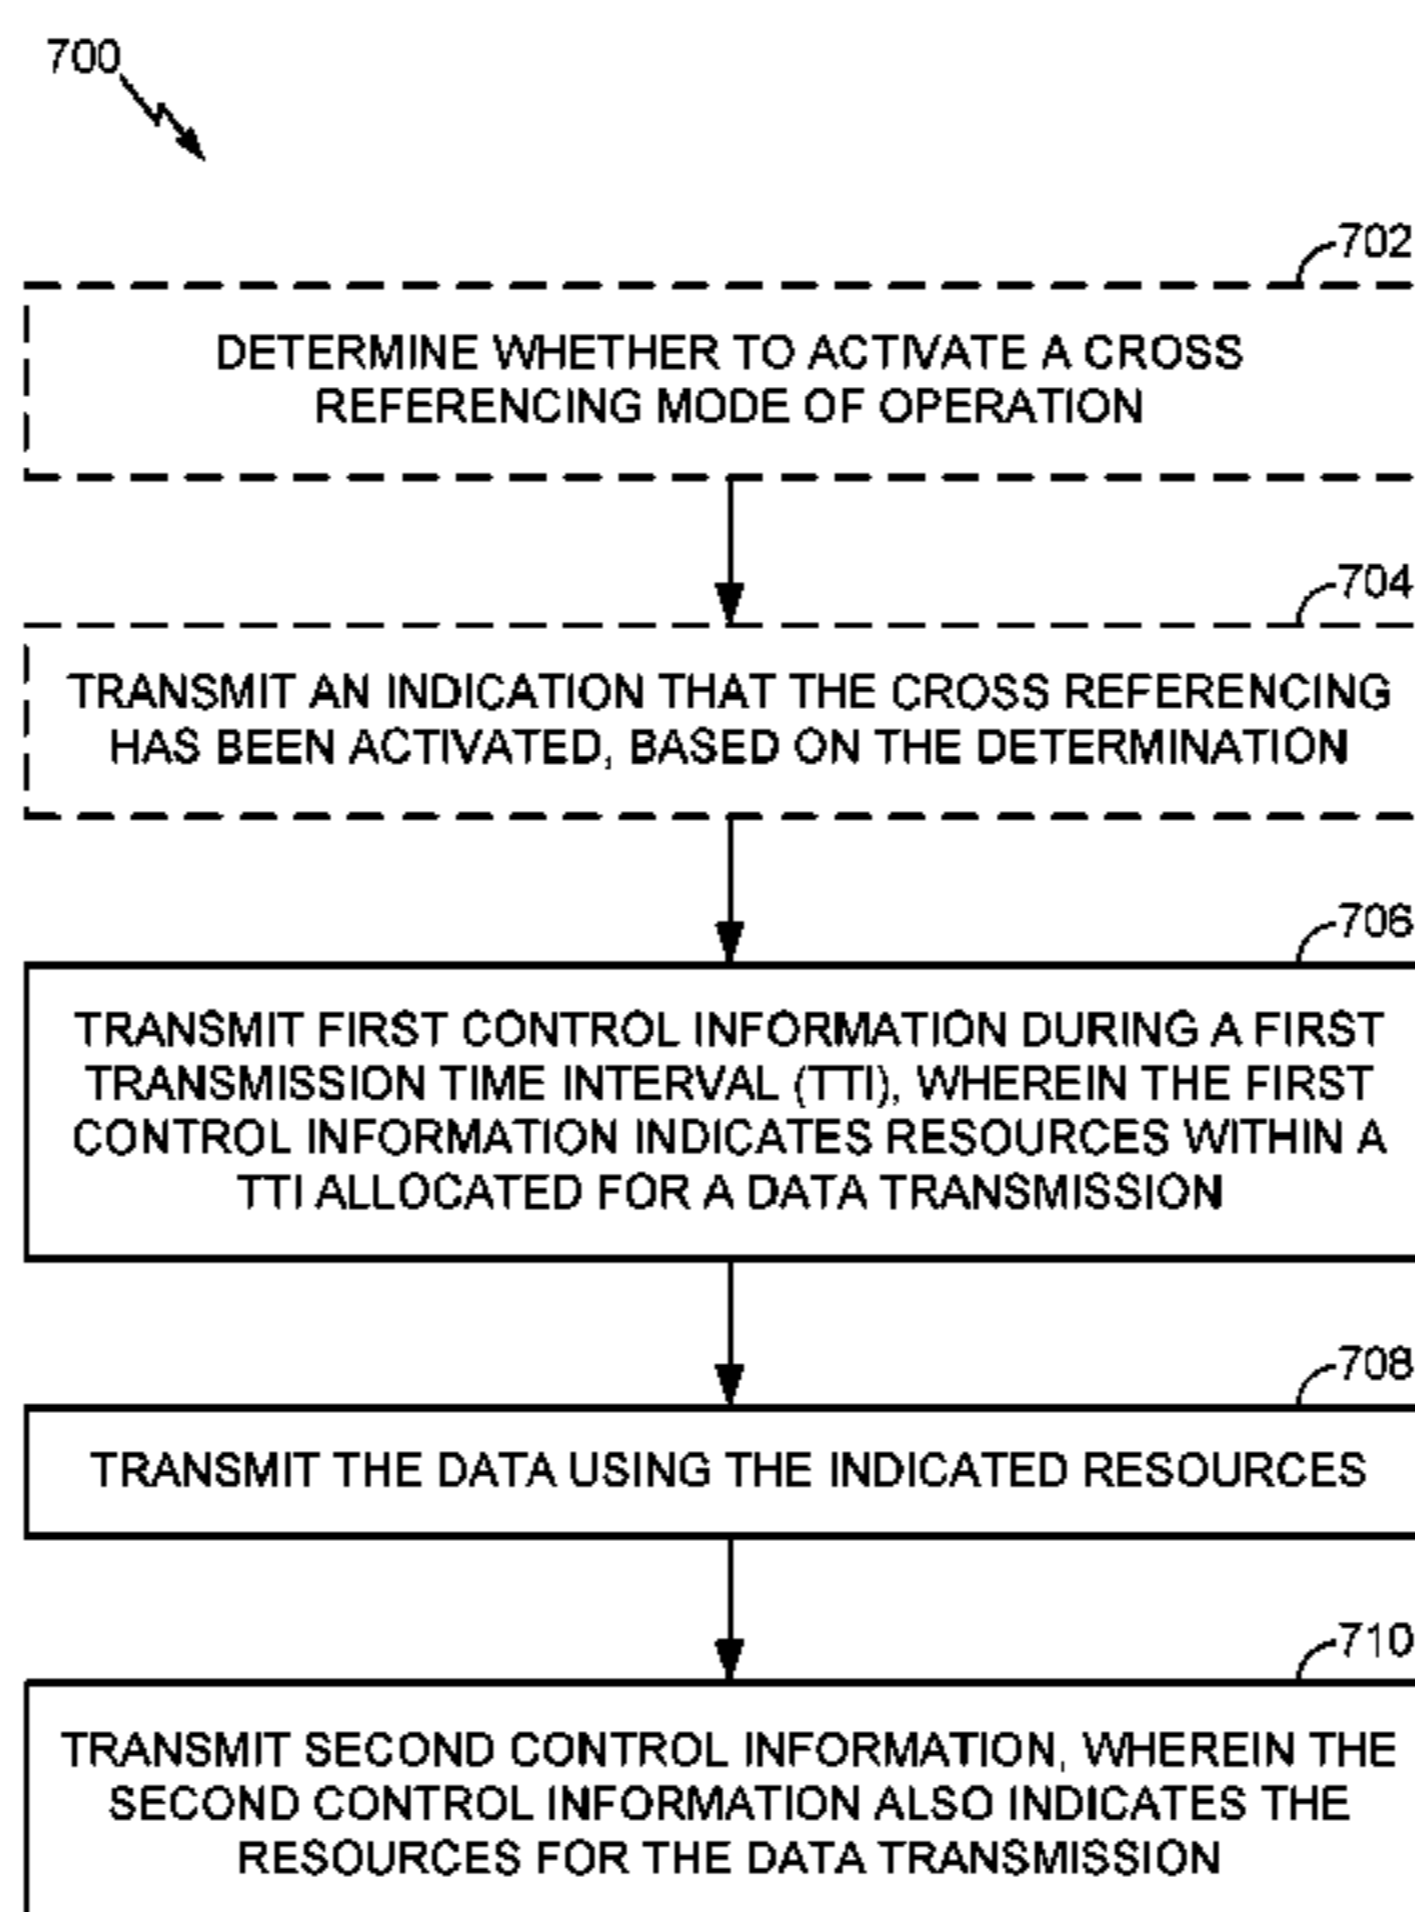 700
702
DETERMINE WHETHER TO ACTIVATE A CROSS
REFERENCING MODE OF OPERATION
704
TRANSMIT AN INDICATION THAT THE CROSS REFERENCING
HAS BEEN ACTIVATED, BASED ON THE DETERMINATION
706
TRANSMIT FIRST CONTROL INFORMATION DURING A FIRST
TRANSMISSION TIME INTERVAL (TTI), WHEREIN THE FIRST
CONTROL INFORMATION INDICATES RESOURCES WITHIN A
TTI ALLOCATED FOR A DATA TRANSMISSION
708
TRANSMIT THE DATA USING THE INDICATED RESOURCES
710
TRANSMIT SECOND CONTROL INFORMATION, WHEREIN THE
SECOND CONTROL INFORMATION ALSO INDICATES THE
RESOURCES FOR THE DATA TRANSMISSION